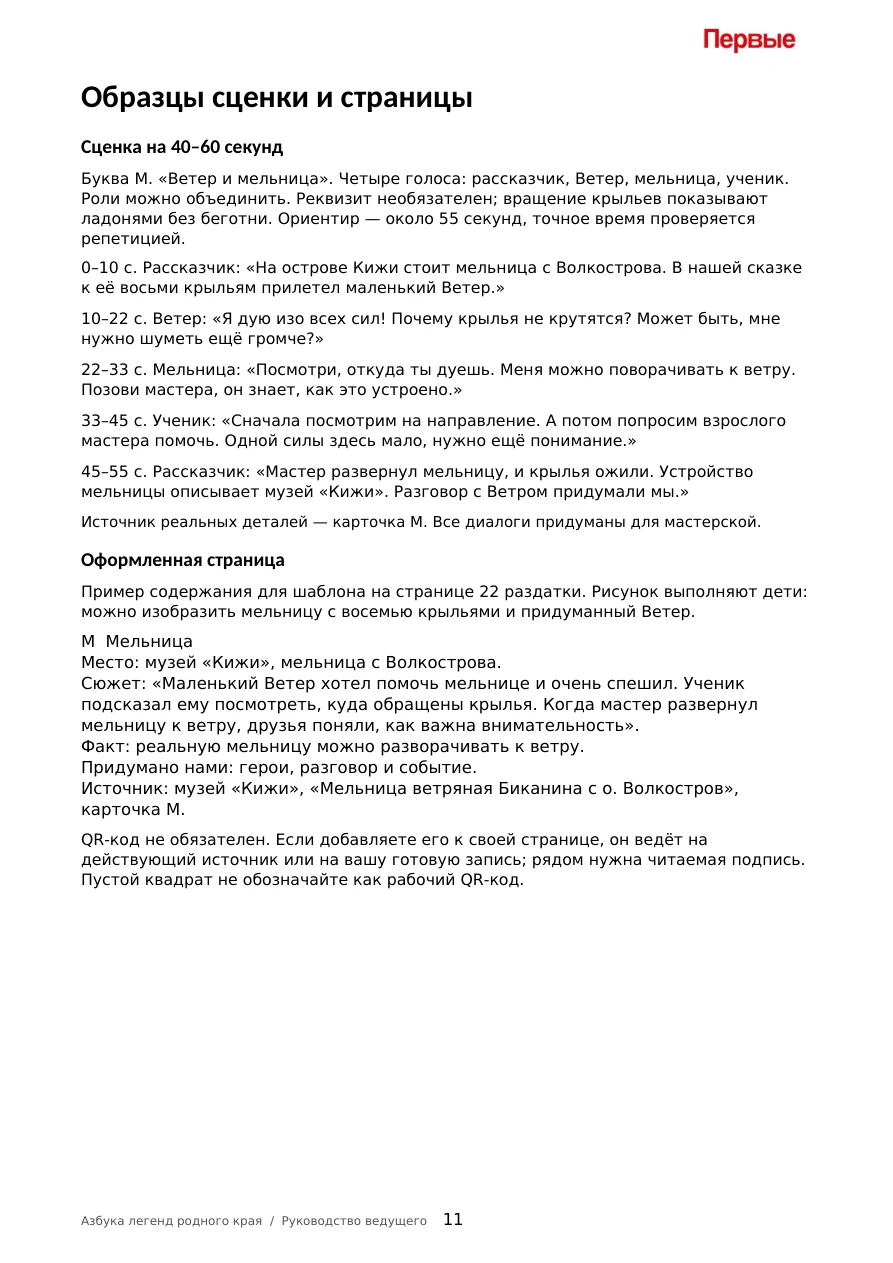 Первые
Образцы сценки и страницы
Сценка на 40–60 секунд
Буква М. «Ветер и мельница». Четыре голоса: рассказчик, Ветер, мельница, ученик.
Роли можно объединить. Реквизит необязателен; вращение крыльев показывают
ладонями без беготни. Ориентир — около 55 секунд, точное время проверяется
репетицией.
0–10 с. Рассказчик: «На острове Кижи стоит мельница с Волкострова. В нашей сказке
к её восьми крыльям прилетел маленький Ветер.»
10–22 с. Ветер: «Я дую изо всех сил! Почему крылья не крутятся? Может быть, мне
нужно шуметь ещё громче?»
22–33 с. Мельница: «Посмотри, откуда ты дуешь. Меня можно поворачивать к ветру.
Позови мастера, он знает, как это устроено.»
33–45 с. Ученик: «Сначала посмотрим на направление. А потом попросим взрослого
мастера помочь. Одной силы здесь мало, нужно ещё понимание.»
45–55 с. Рассказчик: «Мастер развернул мельницу, и крылья ожили. Устройство
мельницы описывает музей «Кижи». Разговор с Ветром придумали мы.»
Источник реальных деталей — карточка М. Все диалоги придуманы для мастерской.
Оформленная страница
Пример содержания для шаблона на странице 22 раздатки. Рисунок выполняют дети:
можно изобразить мельницу с восемью крыльями и придуманный Ветер.
М  Мельница
Место: музей «Кижи», мельница с Волкострова.
Сюжет: «Маленький Ветер хотел помочь мельнице и очень спешил. Ученик
подсказал ему посмотреть, куда обращены крылья. Когда мастер развернул
мельницу к ветру, друзья поняли, как важна внимательность».
Факт: реальную мельницу можно разворачивать к ветру.
Придумано нами: герои, разговор и событие.
Источник: музей «Кижи», «Мельница ветряная Биканина с о. Волкостров»,
карточка М.
QR-код не обязателен. Если добавляете его к своей странице, он ведёт на
действующий источник или на вашу готовую запись; рядом нужна читаемая подпись.
Пустой квадрат не обозначайте как рабочий QR-код.
Азбука легенд родного края / Руководство ведущего 11